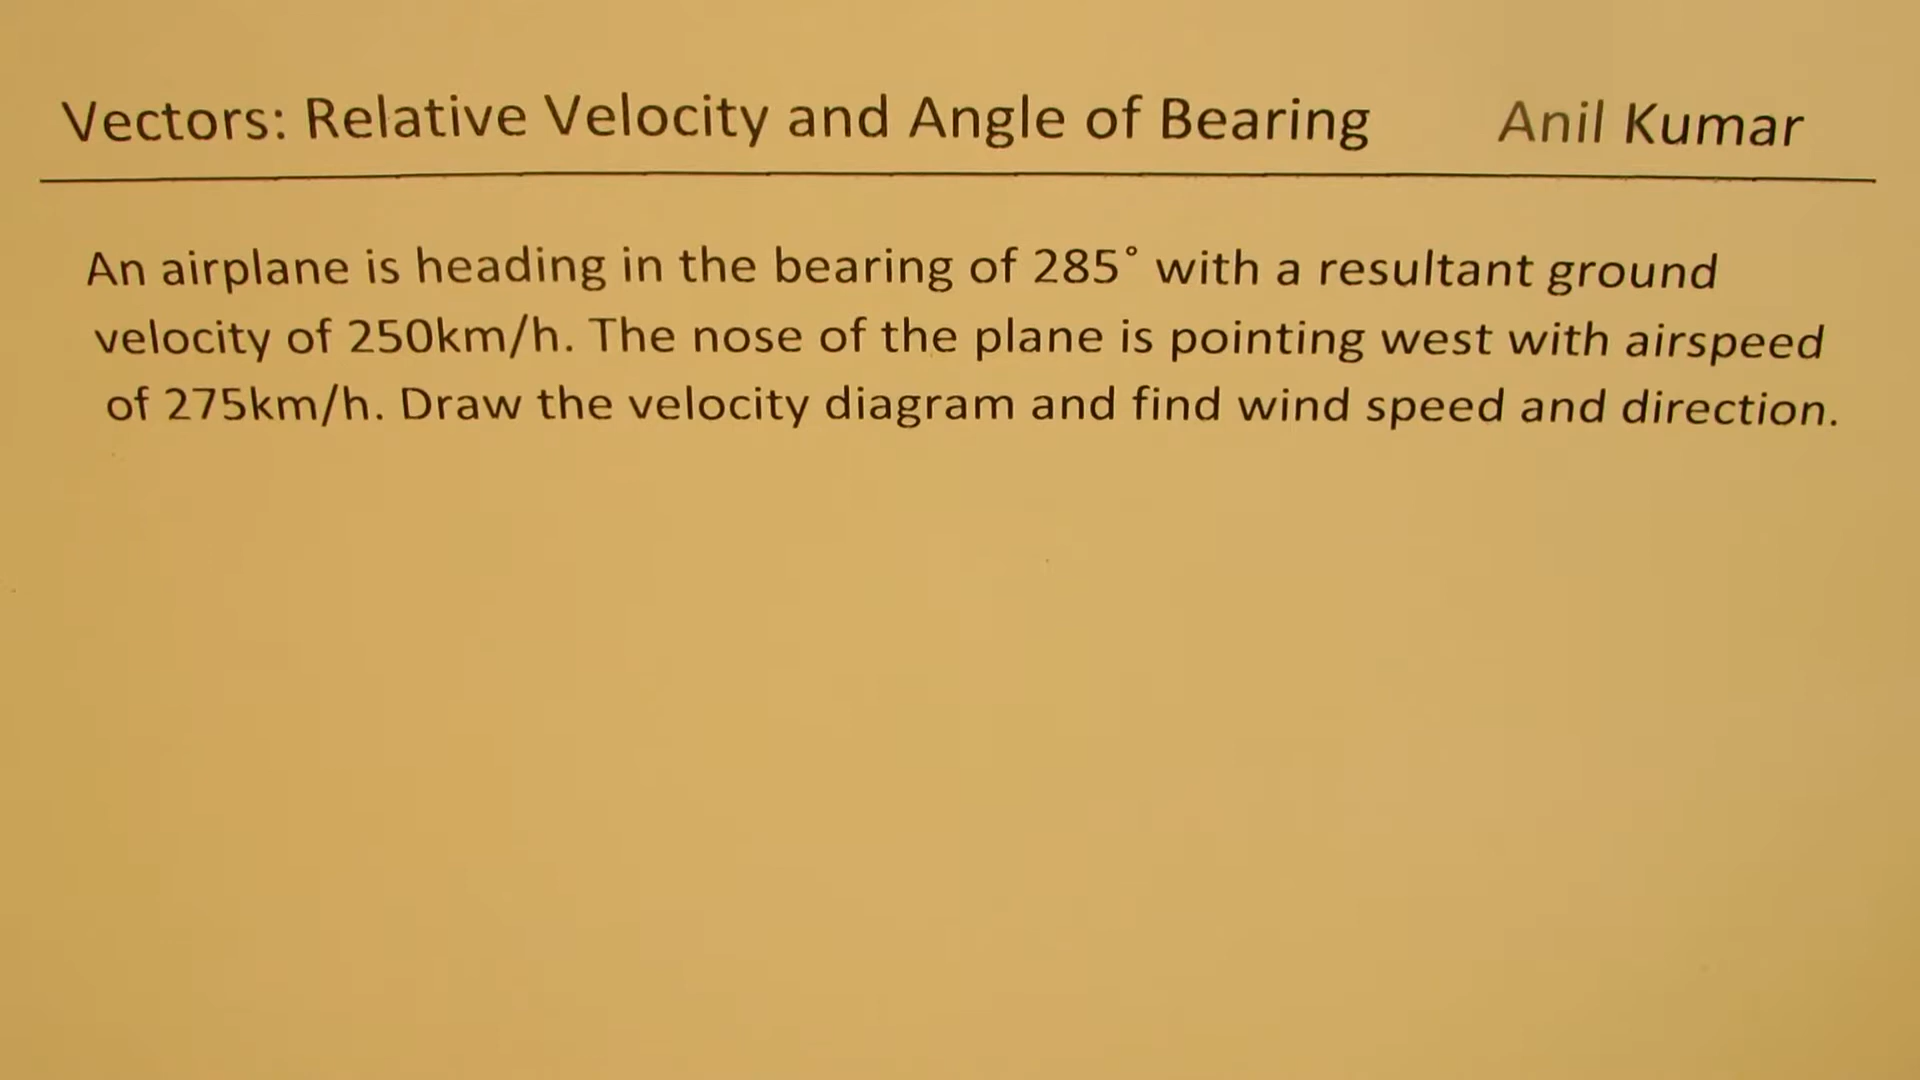 Vectors: Relative Velocity and Angle of Bearing Anil Kumar
An airplane is heading in the bearing of 285° with a resultant ground
velocity of 250km/h. The nose of the plane is pointing west with airspeed
of 275km/h. Draw the velocity diagram and find wind speed and direction.